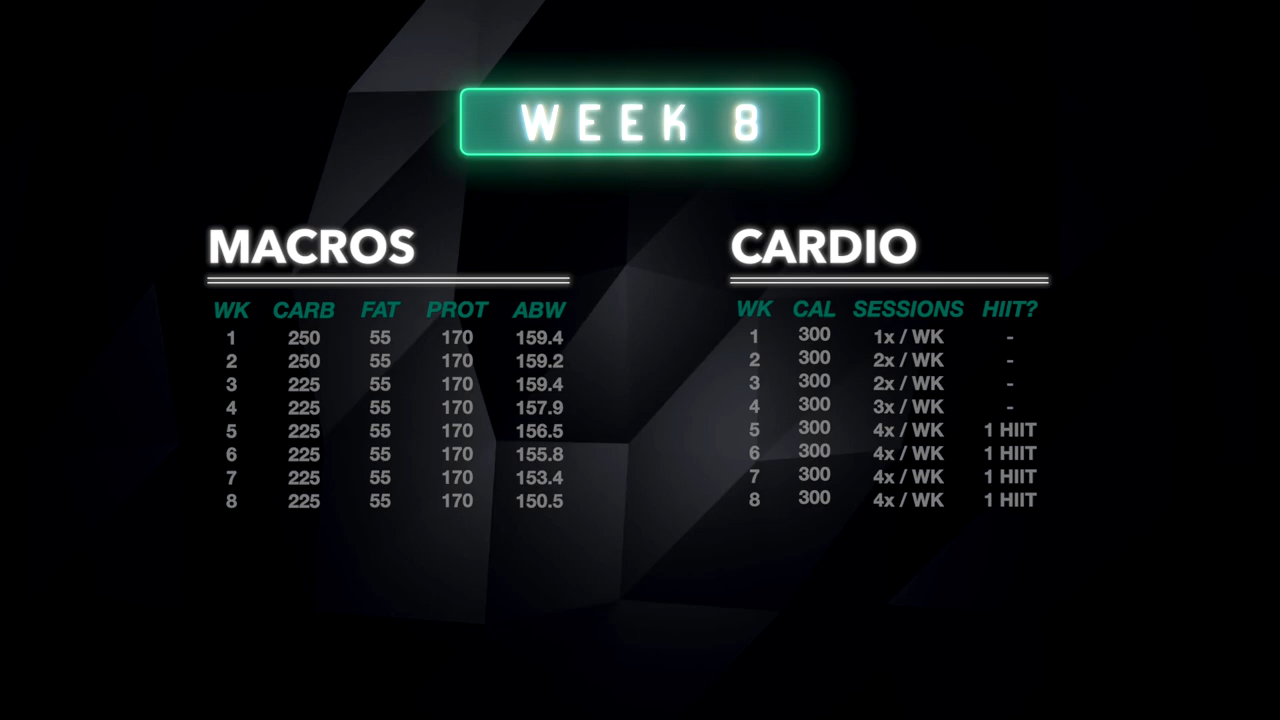 WEEK 8
MACROS
WK CARB FAT PROT ABW
1 250 55 170 159.4
2 250 55 170 159.2
3 225 55 170 159.4
4 225 55 170 157.9
5 225 55 170 156.5
6 225 55 170 155.8
7 225 55 170 153.4
8 225 55 170 150.5
CARDIO
WK CAL SESSIONS HIIT?
1 300 1x / WK -
2 300 2x / WK -
3 300 2x / WK -
4 300 3x / WK -
5 300 4x / WK 1 HIIT
6 300 4x / WK 1 HIIT
7 300 4x / WK 1 HIIT
8 300 4x / WK 1 HIIT